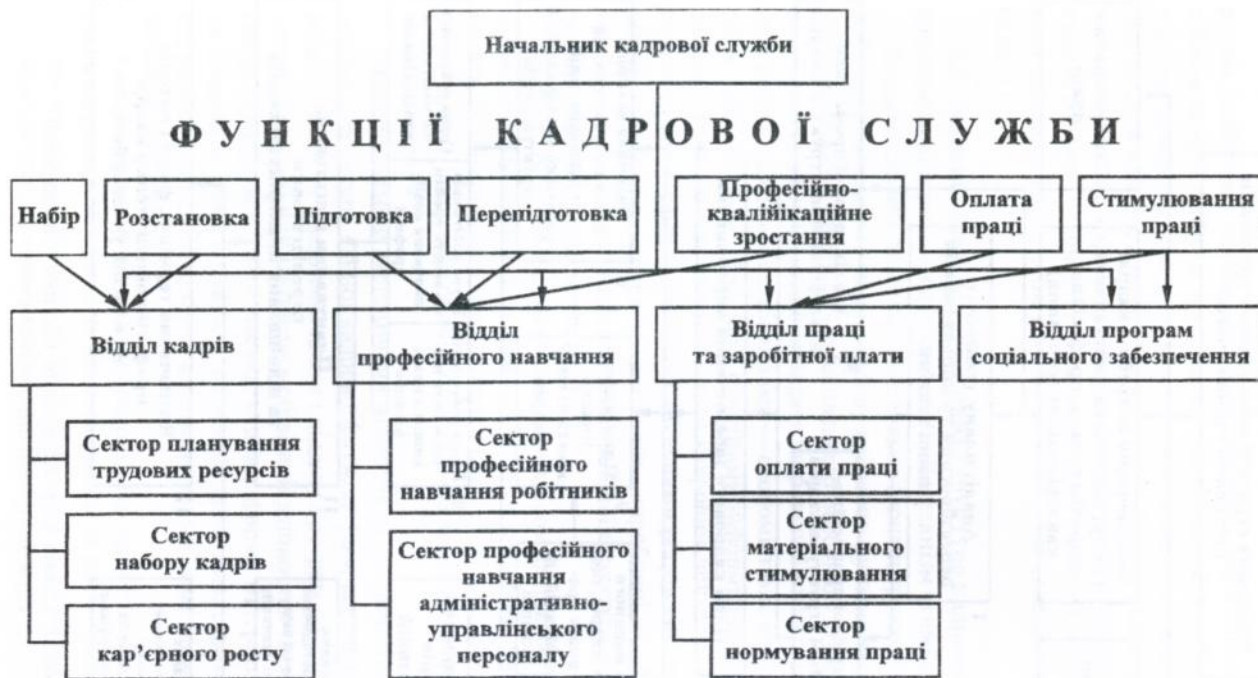 Начальник кадрової служби
ФУНКЦІЇ КАДРОВОЇ СЛУЖБИ
Набір
Розстановка
Підготовка
Перепідготовка
Професійно-
квалійікаційне
зростання
Оплата
праці
Стимулювання
праці
Відділ кадрів
Відділ
професійного навчання
Відділ праці
та заробітної плати
Відділ програм
соціального забезпечення
Сектор планування
трудових ресурсів
Сектор
набору кадрів
Сектор
кар’єрного росту
Сектор
професійного
навчання робітників
Сектор професійного
навчання
адміністративно-
управлінського
персоналу
Сектор
оплати праці
Сектор
матеріального
стимулювання
Сектор
нормування праці